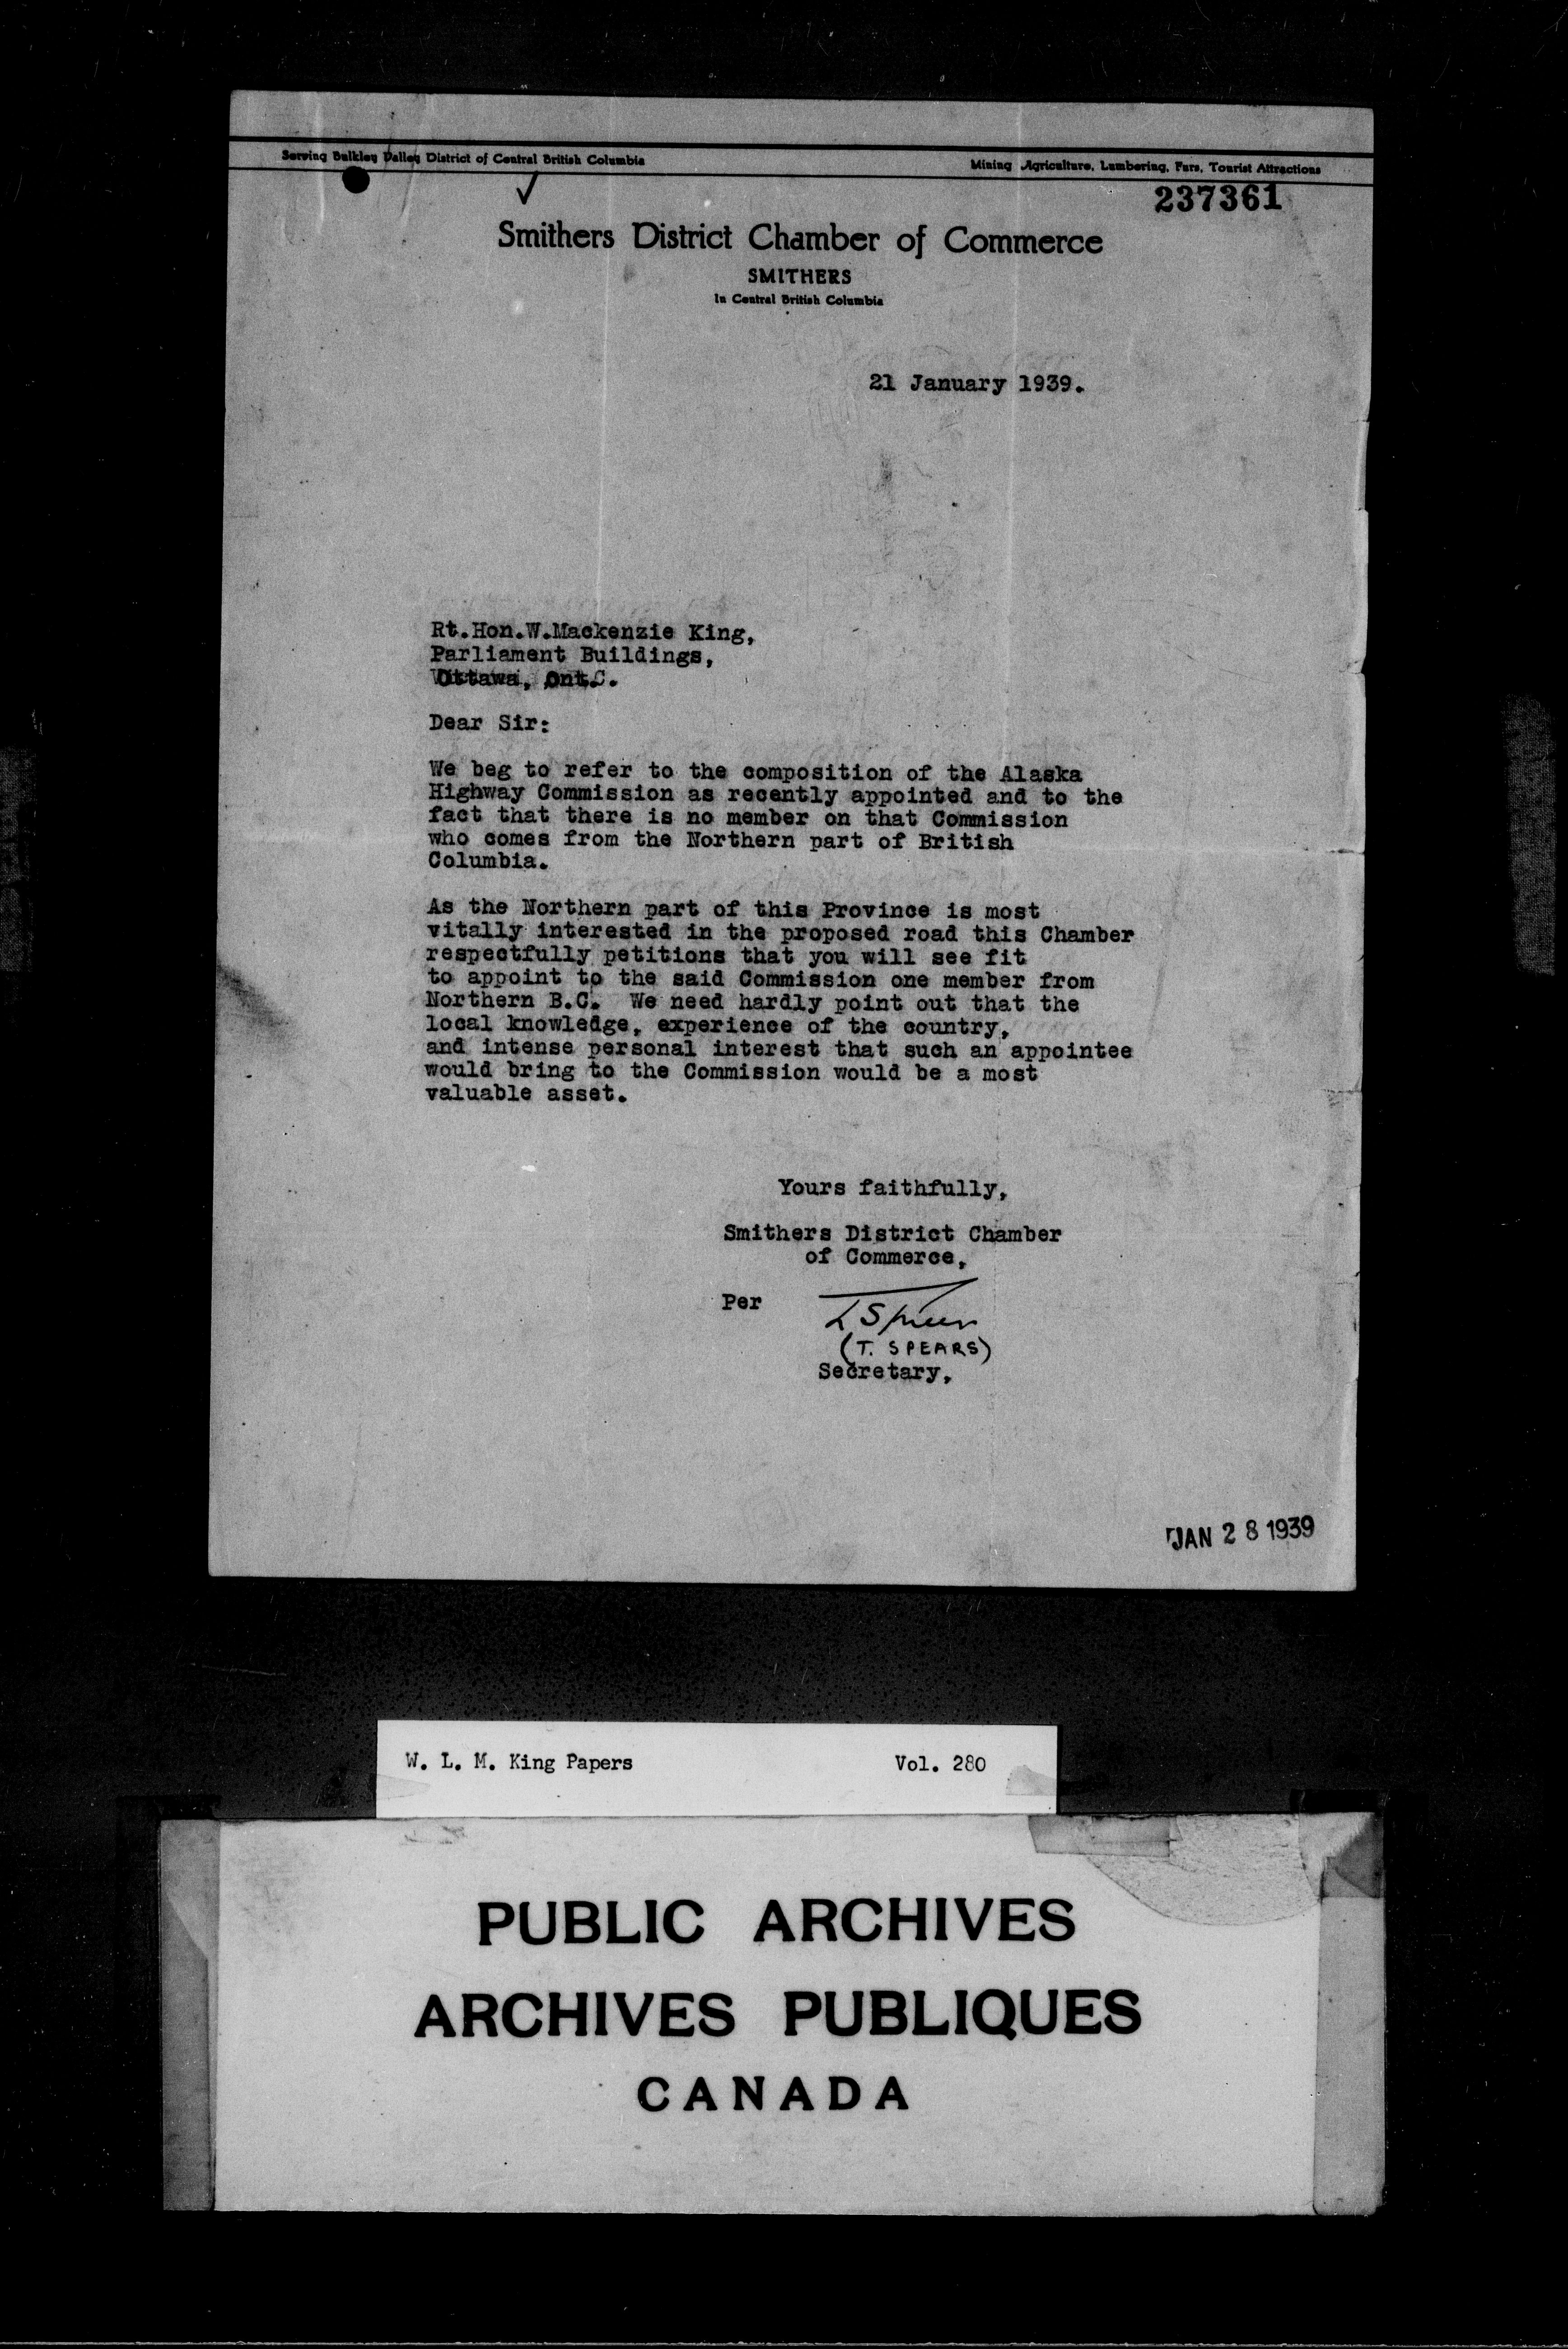 Serving Bulkley Valley District of Central British Columbia
Mining, Agriculture, Lumbering, Furs, Tourist Attractions
237361
Smithers District Chamber of Commerce
SMITHERS
In Central British Columbia
21 January 1939.
Rt.Hon.W.Mackenzie King,
Parliament Buildings,
Ottawa, Ont.
Dear Sir:
We beg to refer to the composition of the Alaska
Highway Commission as recently appointed and to the
fact that there is no member on that Commission
who comes from the Northern part of British
Columbia.
As the Northern part of this Province is most
vitally interested in the proposed road this Chamber
respectfully petitions that you will see fit
to appoint to the said Commission one member from
Northern B.C. We need hardly point out that the
local knowledge, experience of the country,
and intense personal interest that such an appointee
would bring to the Commission would be a most
valuable asset.
Yours faithfully,
Smithers District Chamber
of Commerce,
Per
T Spears
(T. SPEARS)
Secretary,
JAN 28 1939
W. L. M. King Papers Vol. 280
PUBLIC ARCHIVES
ARCHIVES PUBLIQUES
CANADA